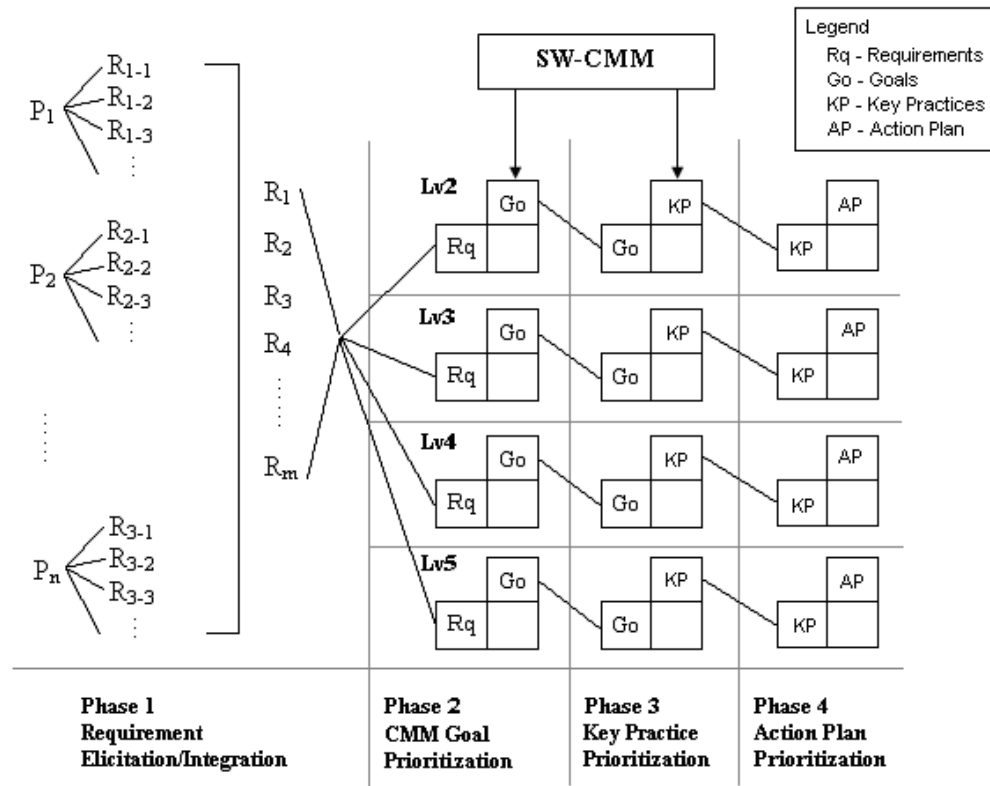 SW-CMM
Legend
Rq - Requirements
Go - Goals
KP - Key Practices
AP - Action Plan
P1
R1-1
R1-2
R1-3
P2
R2-1
R2-2
R2-3
Pn
R3-1
R3-2
R3-3
R1
R2
R3
R4
Rm
Lv2
Go
Rq
KP
Go
AP
KP
Lv3
Go
Rq
KP
Go
AP
KP
Lv4
Go
Rq
KP
Go
AP
KP
Lv5
Go
Rq
KP
Go
AP
KP
Phase 1
Requirement
Elicitation/Integration
Phase 2
CMM Goal
Prioritization
Phase 3
Key Practice
Prioritization
Phase 4
Action Plan
Prioritization